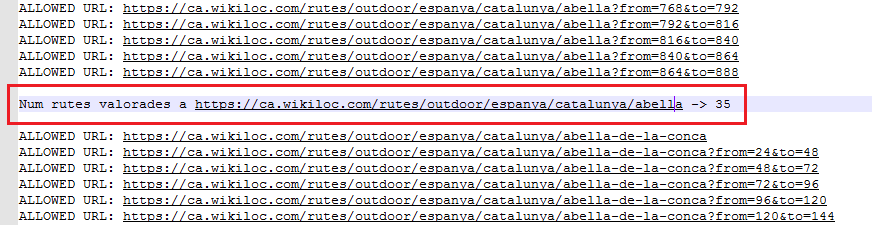 ALLOWED URL: https://ca.wikiloc.com/rutes/outdoor/espanya/catalunya/abella?from=768&to=792
ALLOWED URL: https://ca.wikiloc.com/rutes/outdoor/espanya/catalunya/abella?from=792&to=816
ALLOWED URL: https://ca.wikiloc.com/rutes/outdoor/espanya/catalunya/abella?from=816&to=840
ALLOWED URL: https://ca.wikiloc.com/rutes/outdoor/espanya/catalunya/abella?from=840&to=864
ALLOWED URL: https://ca.wikiloc.com/rutes/outdoor/espanya/catalunya/abella?from=864&to=888
Num rutes valorades a https://ca.wikiloc.com/rutes/outdoor/espanya/catalunya/abella -> 35
ALLOWED URL: https://ca.wikiloc.com/rutes/outdoor/espanya/catalunya/abella-de-la-conca
ALLOWED URL: https://ca.wikiloc.com/rutes/outdoor/espanya/catalunya/abella-de-la-conca?from=24&to=48
ALLOWED URL: https://ca.wikiloc.com/rutes/outdoor/espanya/catalunya/abella-de-la-conca?from=48&to=72
ALLOWED URL: https://ca.wikiloc.com/rutes/outdoor/espanya/catalunya/abella-de-la-conca?from=72&to=96
ALLOWED URL: https://ca.wikiloc.com/rutes/outdoor/espanya/catalunya/abella-de-la-conca?from=96&to=120
ALLOWED URL: https://ca.wikiloc.com/rutes/outdoor/espanya/catalunya/abella-de-la-conca?from=120&to=144